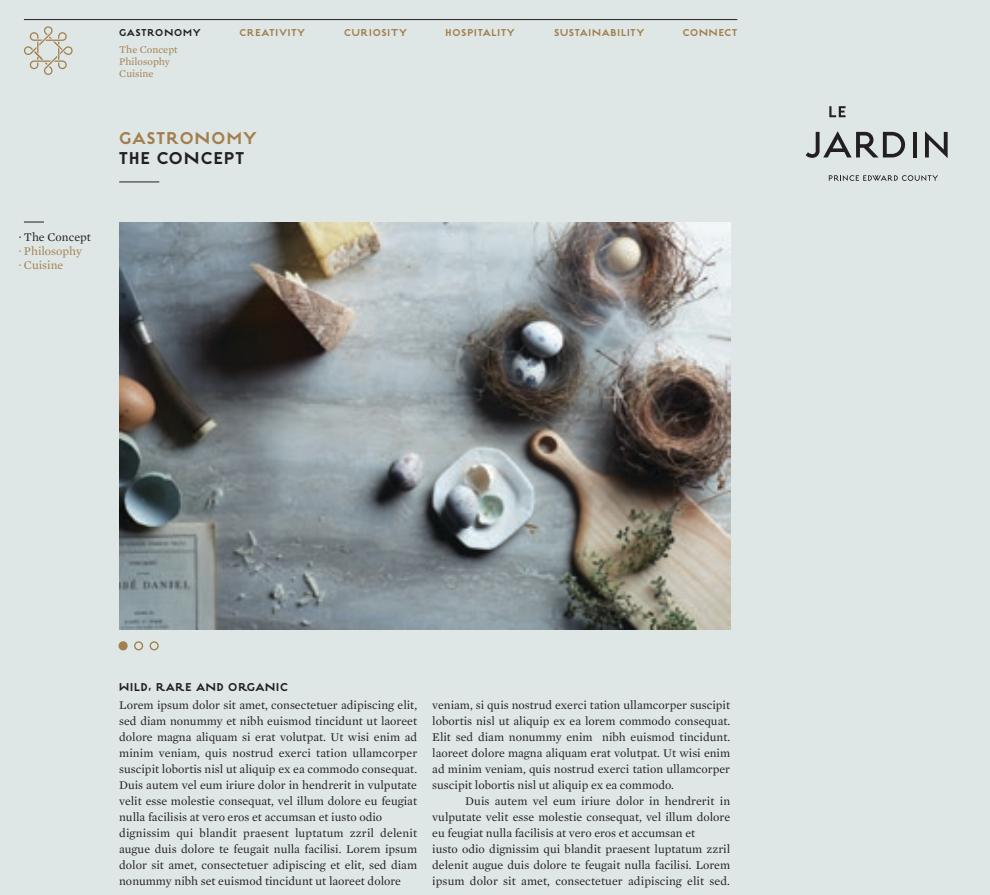 GASTRONOMY CREATIVITY CURIOSITY HOSPITALITY SUSTAINABILITY CONNECT
The Concept
Philosophy
Cuisine
LE
JARDIN
PRINCE EDWARD COUNTY
GASTRONOMY
THE CONCEPT
· The Concept
· Philosophy
· Cuisine
DANIEL
WILD, RARE AND ORGANIC
Lorem ipsum dolor sit amet, consectetuer adipiscing elit,
sed diam nonummy et nibh euismod tincidunt ut laoreet
dolore magna aliquam si erat volutpat. Ut wisi enim ad
minim veniam, quis nostrud exerci tation ullamcorper
suscipit lobortis nisl ut aliquip ex ea commodo consequat.
Duis autem vel eum iriure dolor in hendrerit in vulputate
velit esse molestie consequat, vel illum dolore eu feugiat
nulla facilisis at vero eros et accumsan et iusto odio
dignissim qui blandit praesent luptatum zzril delenit
augue duis dolore te feugait nulla facilisi. Lorem ipsum
dolor sit amet, consectetuer adipiscing et elit, sed diam
nonummy nibh set euismod tincidunt ut laoreet dolore
veniam, si quis nostrud exerci tation ullamcorper suscipit
lobortis nisl ut aliquip ex ea lorem commodo consequat.
Elit sed diam nonummy enim nibh euismod tincidunt.
laoreet dolore magna aliquam erat volutpat. Ut wisi enim
ad minim veniam, quis nostrud exerci tation ullamcorper
suscipit lobortis nisl ut aliquip ex ea commodo.
Duis autem vel eum iriure dolor in hendrerit in
vulputate velit esse molestie consequat, vel illum dolore
eu feugiat nulla facilisis at vero eros et accumsan et
iusto odio dignissim qui blandit praesent luptatum zzril
delenit augue duis dolore te feugait nulla facilisi. Lorem
ipsum dolor sit amet, consectetuer adipiscing elit sed.